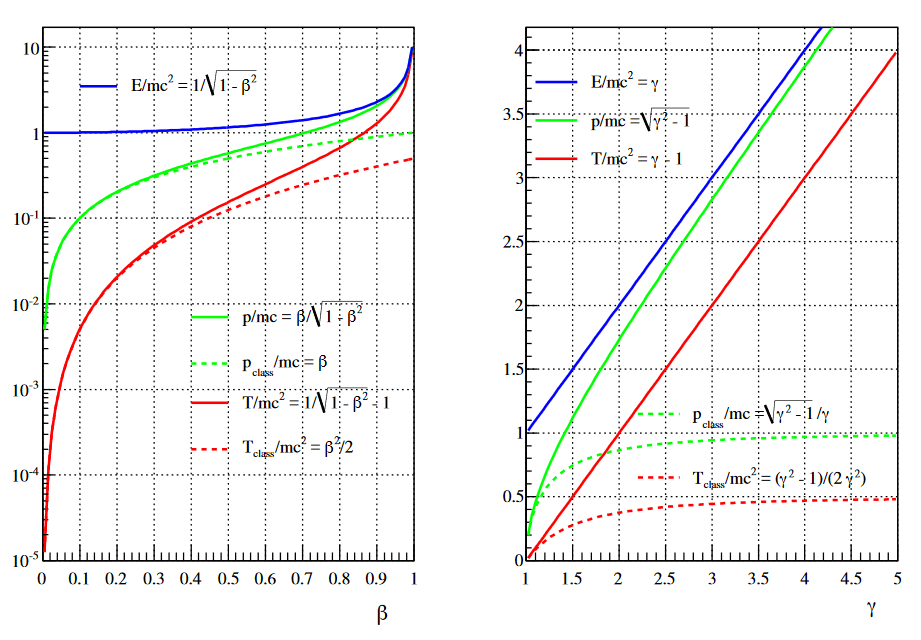 10
1
10⁻¹
10⁻²
10⁻³
10⁻⁴
10⁻⁵
0 0.1 0.2 0.3 0.4 0.5 0.6 0.7 0.8 0.9 1
β
E/mc² = 1/√1 - β²
p/mc = β/√1 - β²
p_class/mc = β
T/mc² = 1/√1 - β² - 1
T_class/mc² = β²/2
4
3.5
3
2.5
2
1.5
1
0.5
0
1 1.5 2 2.5 3 3.5 4 4.5 5
γ
E/mc² = γ
p/mc = √γ² - 1
T/mc² = γ - 1
p_class/mc = √γ² - 1/γ
T_class/mc² = (γ² - 1)/(2 γ²)